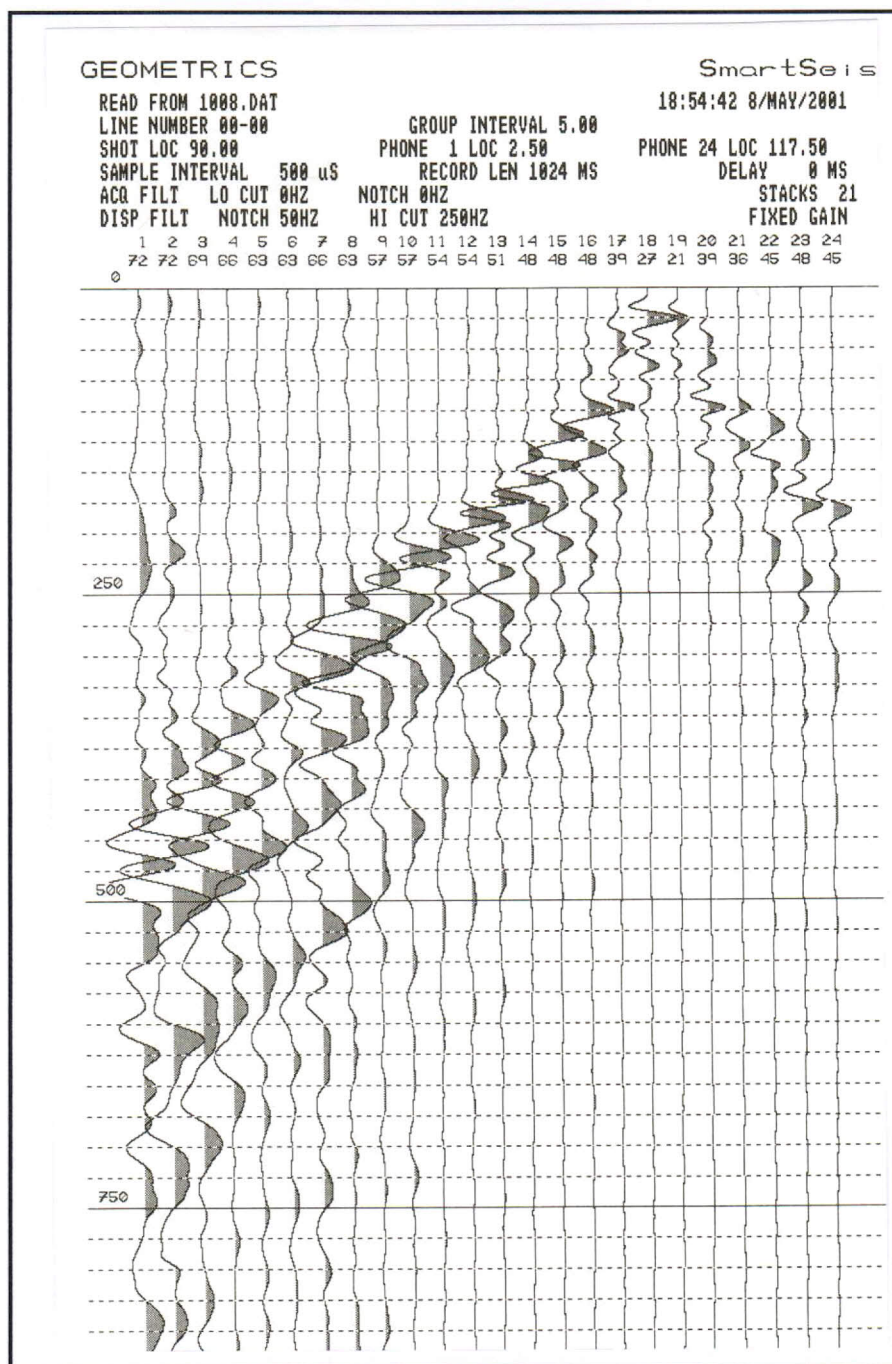 GEOMETRICS SmartSeis
READ FROM 1008.DAT 18:54:42 8/MAY/2001
LINE NUMBER 00-00 GROUP INTERVAL 5.00
SHOT LOC 90.00 PHONE 1 LOC 2.50 PHONE 24 LOC 117.50
SAMPLE INTERVAL 500 uS RECORD LEN 1024 MS DELAY 0 MS
ACQ FILT LO CUT 0HZ NOTCH 0HZ STACKS 21
DISP FILT NOTCH 50HZ HI CUT 250HZ FIXED GAIN
1 2 3 4 5 6 7 8 9 10 11 12 13 14 15 16 17 18 19 20 21 22 23 24
72 72 69 66 63 63 66 63 57 57 54 54 51 48 48 48 39 27 21 39 36 45 48 45
0
250
500
750